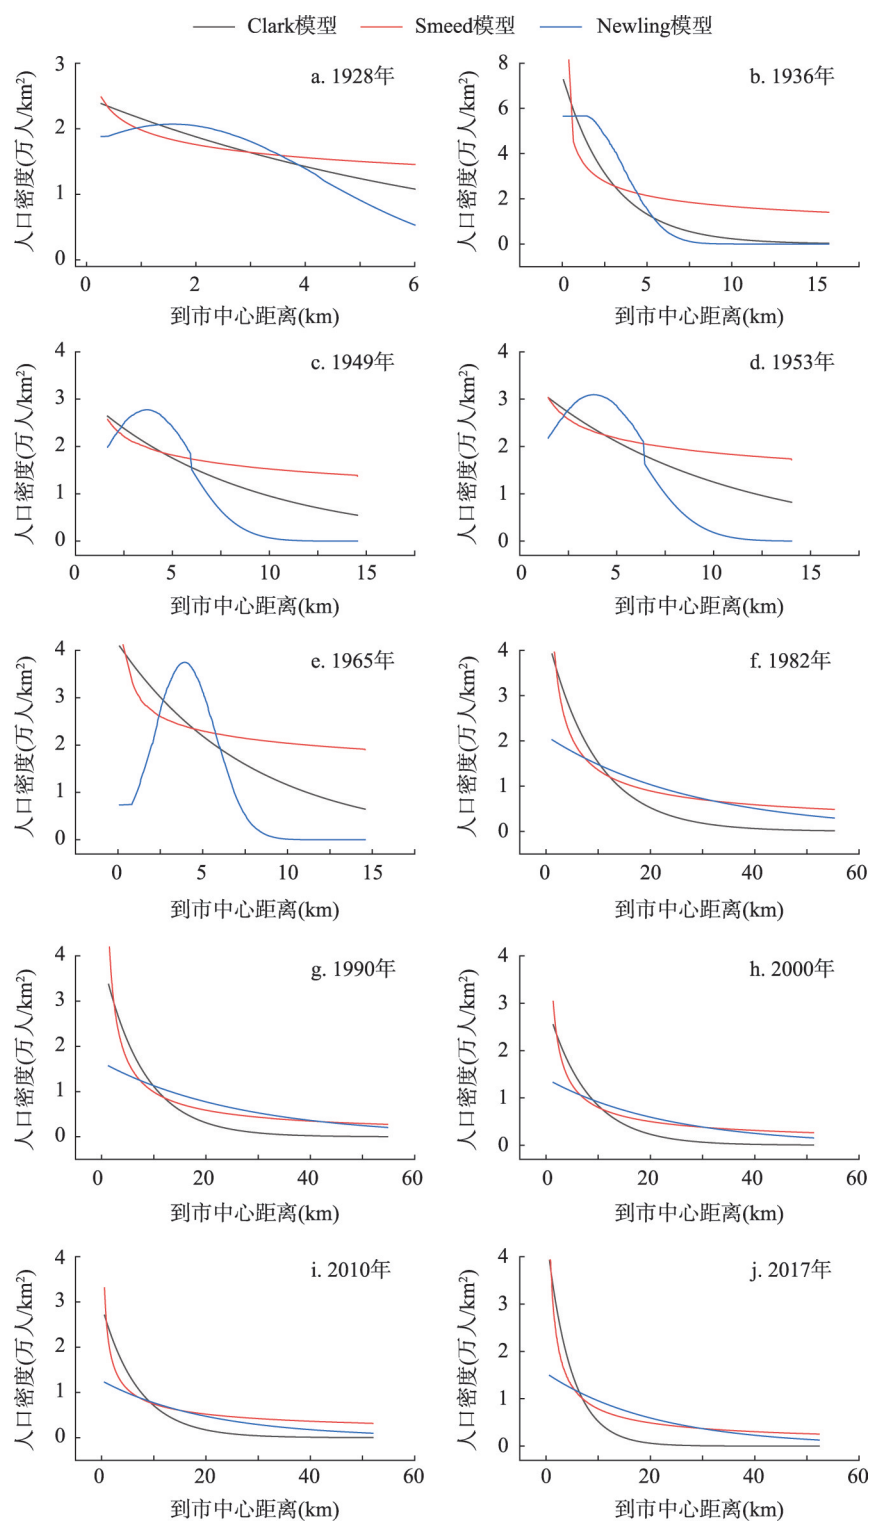 Clark模型 Smeed模型 Newling模型
人口密度(万人/km²)
3
2
1
0
a. 1928年
0 2 4 6
到市中心距离(km)
人口密度(万人/km²)
8
6
4
2
0
b. 1936年
0 5 10 15
到市中心距离(km)
人口密度(万人/km²)
4
3
2
1
0
c. 1949年
0 5 10 15
到市中心距离(km)
人口密度(万人/km²)
4
3
2
1
0
d. 1953年
0 5 10 15
到市中心距离(km)
人口密度(万人/km²)
4
3
2
1
0
e. 1965年
0 5 10 15
到市中心距离(km)
人口密度(万人/km²)
4
3
2
1
0
f. 1982年
0 20 40 60
到市中心距离(km)
人口密度(万人/km²)
4
3
2
1
0
g. 1990年
0 20 40 60
到市中心距离(km)
人口密度(万人/km²)
4
3
2
1
0
h. 2000年
0 20 40 60
到市中心距离(km)
人口密度(万人/km²)
4
3
2
1
0
i. 2010年
0 20 40 60
到市中心距离(km)
人口密度(万人/km²)
4
3
2
1
0
j. 2017年
0 20 40 60
到市中心距离(km)